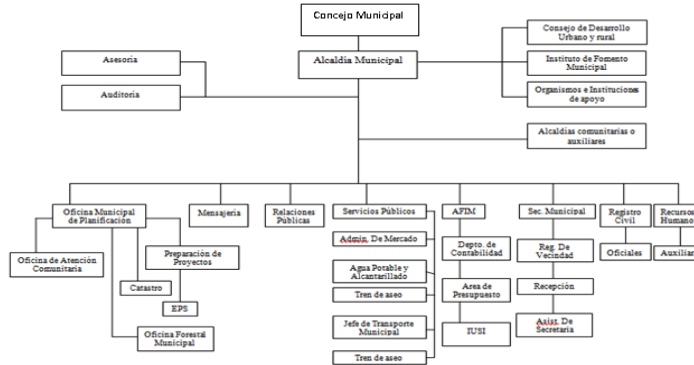 Concejo Municipal
Alcaldía Municipal
Consejo de Desarrollo
Urbano y rural
Asesoria
Instituto de Fomento
Municipal
Auditoria
Organismos e Instituciones
de apoyo
Alcaldías comunitarias o
auxiliares
Oficina Municipal
de Planificación
Mensajería
Relaciones
Públicas
Servicios Públicos
AFIM
Sec. Municipal
Registro
Civil
Recursos
Humanos
Oficina de Atención
Comunitaria
Preparación de
Proyectos
Admin. De Mercado
Depto. de
Contabilidad
Reg. De
Vecindad
Oficiales
Auxiliar
Catastro
Agua Potable y
Alcantarillado
Area de
Presupuesto
Recepción
EPS
Tren de aseo
Oficina Forestal
Municipal
Jefe de Transporte
Municipal
IUSI
Asist. De
Secretaria
Tren de aseo